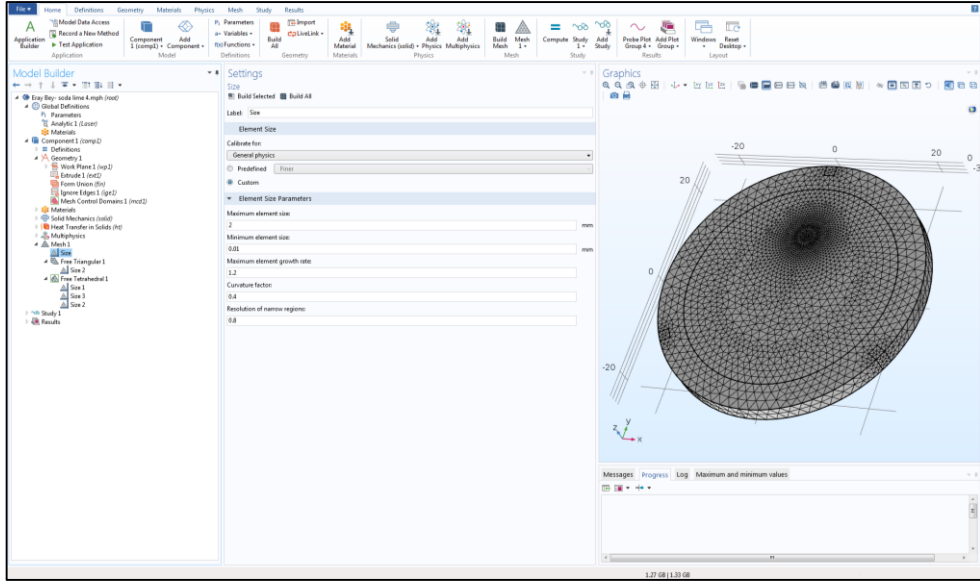 File Home Definitions Geometry Materials Physics Mesh Study Results
Application Builder
Model Data Access
Record a New Method
Test Application
Application
Component 1 (comp1)
Add Component
Model
Pi Parameters
a= Variables
f(x) Functions
Definitions
Build All
Import
LiveLink
Geometry
Add Material
Materials
Solid Mechanics (solid)
Add Physics
Add Multiphysics
Physics
Build Mesh
Mesh 1
Mesh
Compute
Study 1
Add Study
Study
Probe Plot Group 4
Add Plot Group
Results
Windows
Reset Desktop
Layout
Model Builder
Eray Bey- soda lime 4.mph (root)
Global Definitions
Pi Parameters
Analytic 1 (Laser)
Materials
Component 1 (comp1)
Definitions
Geometry 1
Work Plane 1 (wp1)
Extrude 1 (ext2)
Form Union (fin)
Ignore Edges 1 (ige1)
Mesh Control Domains 1 (mcd1)
Materials
Solid Mechanics (solid)
Heat Transfer in Solids (ht)
Multiphysics
Mesh 1
Size
Free Triangular 1
Size 2
Free Tetrahedral 1
Size 1
Size 3
Size 2
Study 1
Results
Settings
Size
Build Selected Build All
Label: Size
Element Size
Calibrate for:
General physics
Predefined Finer
Custom
Element Size Parameters
Maximum element size:
2 mm
Minimum element size:
0.01 mm
Maximum element growth rate:
1.2
Curvature factor:
0.4
Resolution of narrow regions:
0.8
Graphics
-20 0 20 0
20
0
-20
z y x
Messages Progress Log Maximum and minimum values
1.27 GB | 1.33 GB